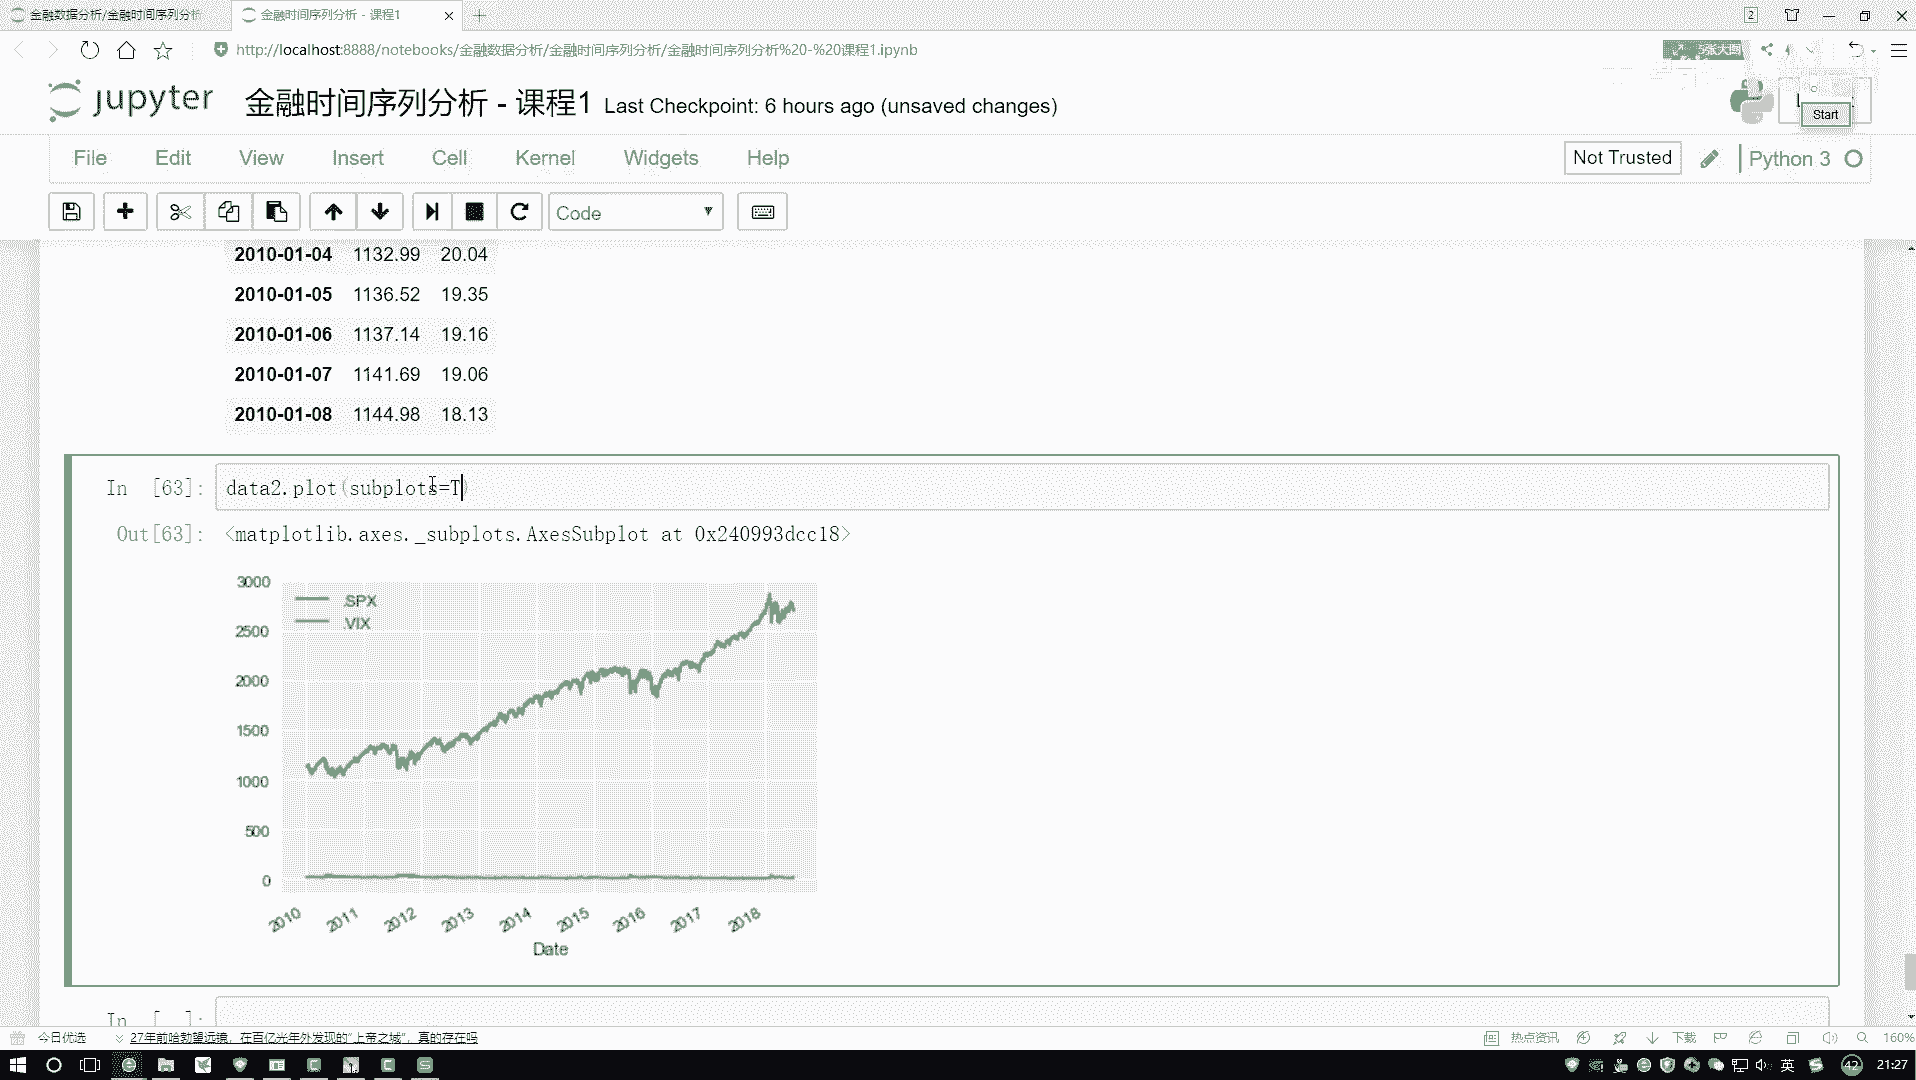 金融数据分析/金融时间序列分析
金融时间序列分析 - 课程1
2
http://localhost:8888/notebooks/金融数据分析/金融时间序列分析/金融时间序列分析%20-%20课程1.ipynb
5张大图
jupyter
金融时间序列分析 - 课程1 Last Checkpoint: 6 hours ago (unsaved changes)
Start
File Edit View Insert Cell Kernel Widgets Help
Not Trusted
Python 3
Code
2010-01-04 1132.99 20.04
2010-01-05 1136.52 19.35
2010-01-06 1137.14 19.16
2010-01-07 1141.69 19.06
2010-01-08 1144.98 18.13
In [63]: data2.plot(subplots=T)
Out[63]: <matplotlib.axes._subplots.AxesSubplot at 0x240993dcc18>
3000
2500
2000
1500
1000
500
0
.SPX
.VIX
2010 2011 2012 2013 2014 2015 2016 2017 2018
Date
In [ ]:
今日优选
27年前哈勃望远镜，在百亿光年外发现的“上帝之城”，真的存在吗
热点资讯
下载
160%
英
42
21:27